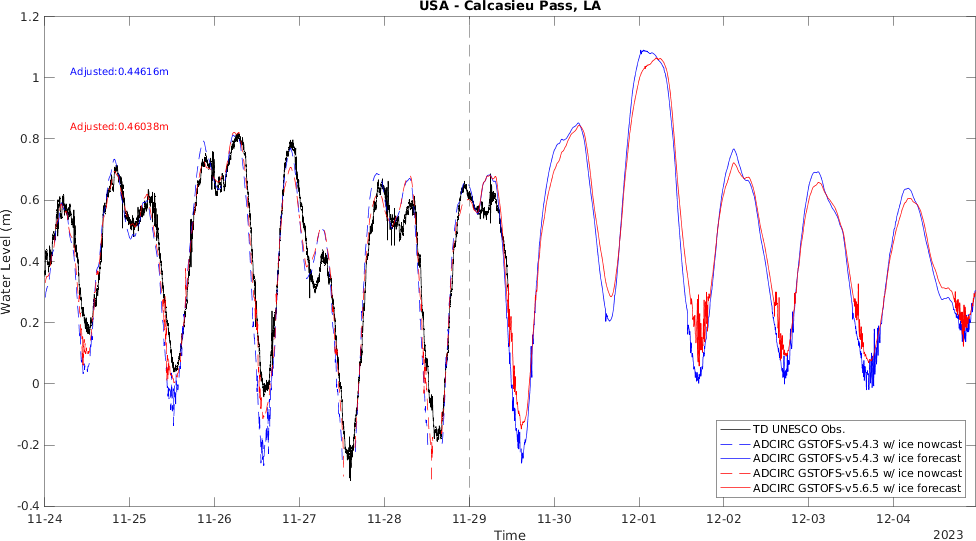 USA - Calcasieu Pass, LA
1.2
1
0.8
0.6
0.4
0.2
0
-0.2
-0.4
Water Level (m)
Adjusted:0.44616m
Adjusted:0.46038m
TD UNESCO Obs.
ADCIRC GSTOFS-v5.4.3 w/ ice nowcast
ADCIRC GSTOFS-v5.4.3 w/ ice forecast
ADCIRC GSTOFS-v5.6.5 w/ ice nowcast
ADCIRC GSTOFS-v5.6.5 w/ ice forecast
11-24 11-25 11-26 11-27 11-28 11-29 11-30 12-01 12-02 12-03 12-04
Time
2023